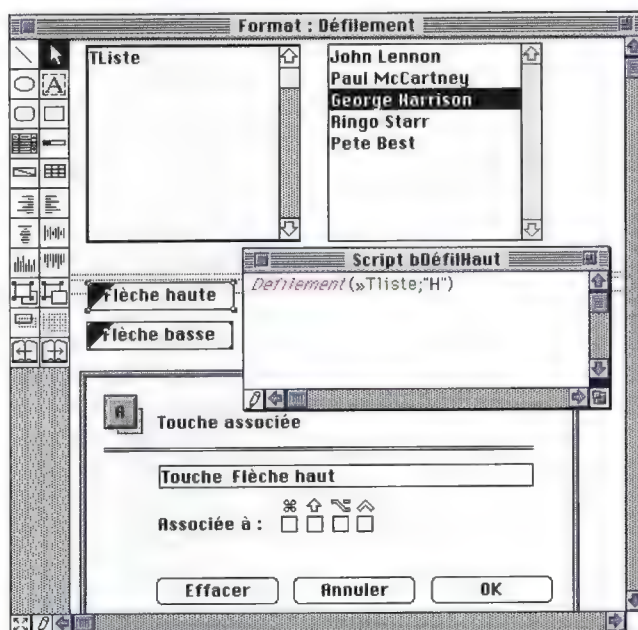 Format : Défilement
TListe
John Lennon
Paul McCartney
George Harrison
Ringo Starr
Pete Best
Script bDéfilHaut
Défilement(»Tliste;"H")
Flèche haute
Flèche basse
A
Touche associée
Touche Flèche haut
⌘ ⇧ ⌥ ⌃
Associée à :
Effacer Annuler OK